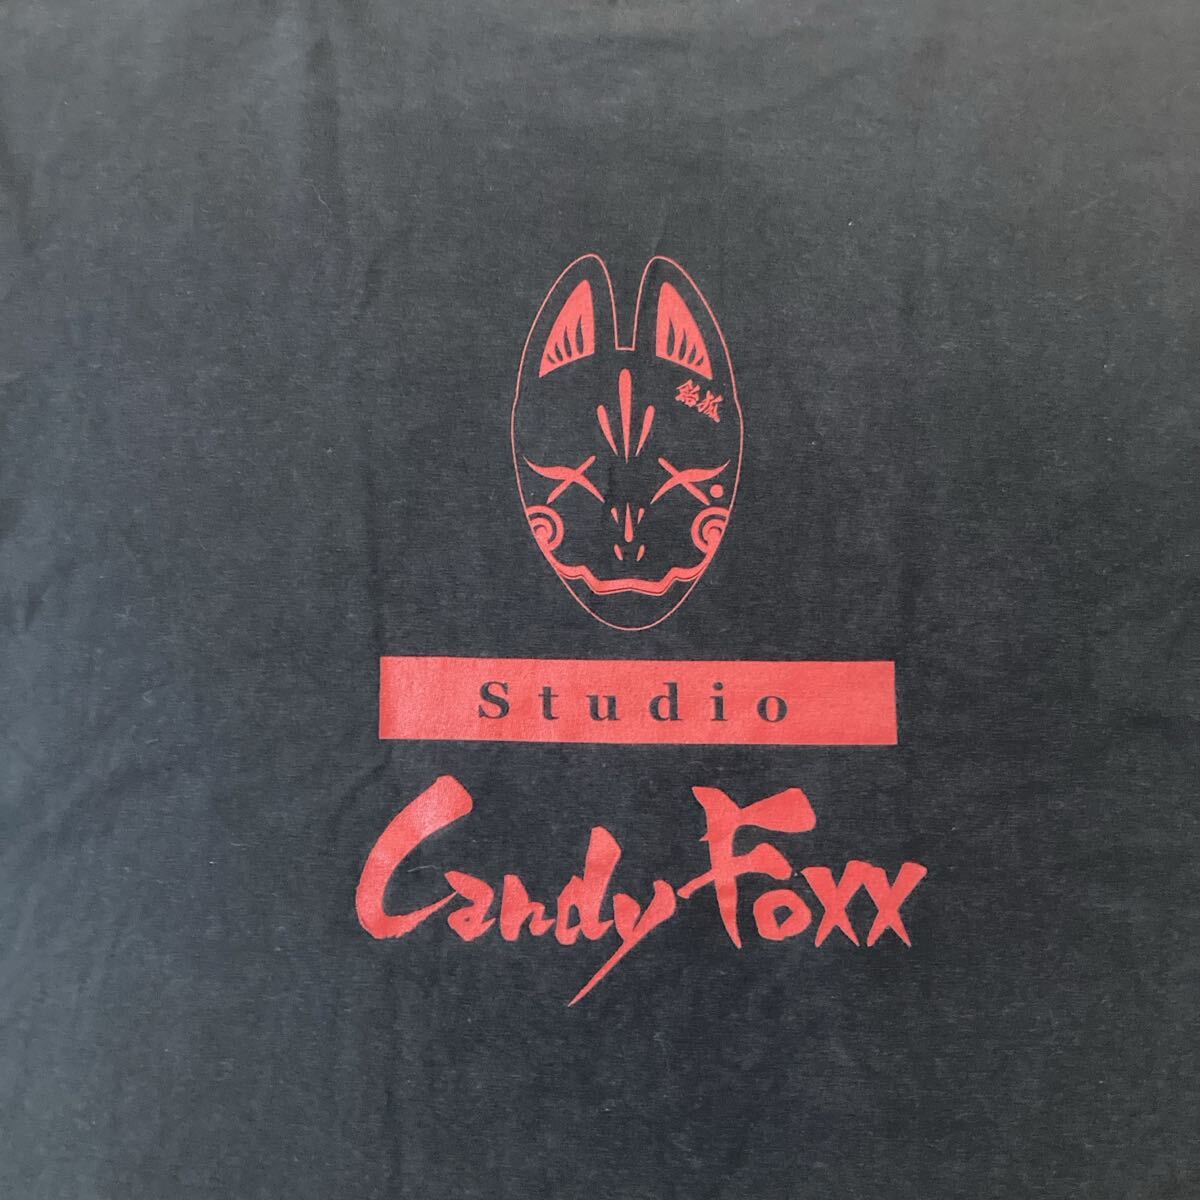 飴狐
Studio
Candy Foxx